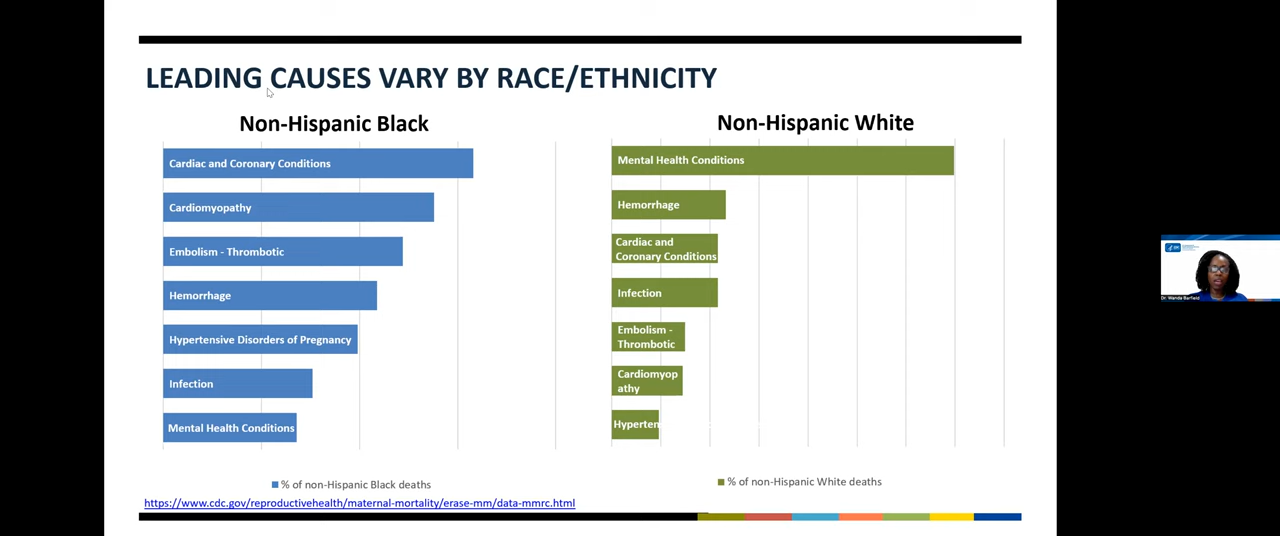 LEADING CAUSES VARY BY RACE/ETHNICITY
Non-Hispanic Black
Cardiac and Coronary Conditions
Cardiomyopathy
Embolism - Thrombotic
Hemorrhage
Hypertensive Disorders of Pregnancy
Infection
Mental Health Conditions
% of non-Hispanic Black deaths
Non-Hispanic White
Mental Health Conditions
Hemorrhage
Cardiac and
Coronary Conditions
Infection
Embolism -
Thrombotic
Cardiomyop
athy
Hyperten
% of non-Hispanic White deaths
https://www.cdc.gov/reproductivehealth/maternal-mortality/erase-mm/data-mmrc.html
CDC
Dr. Wanda Barfield